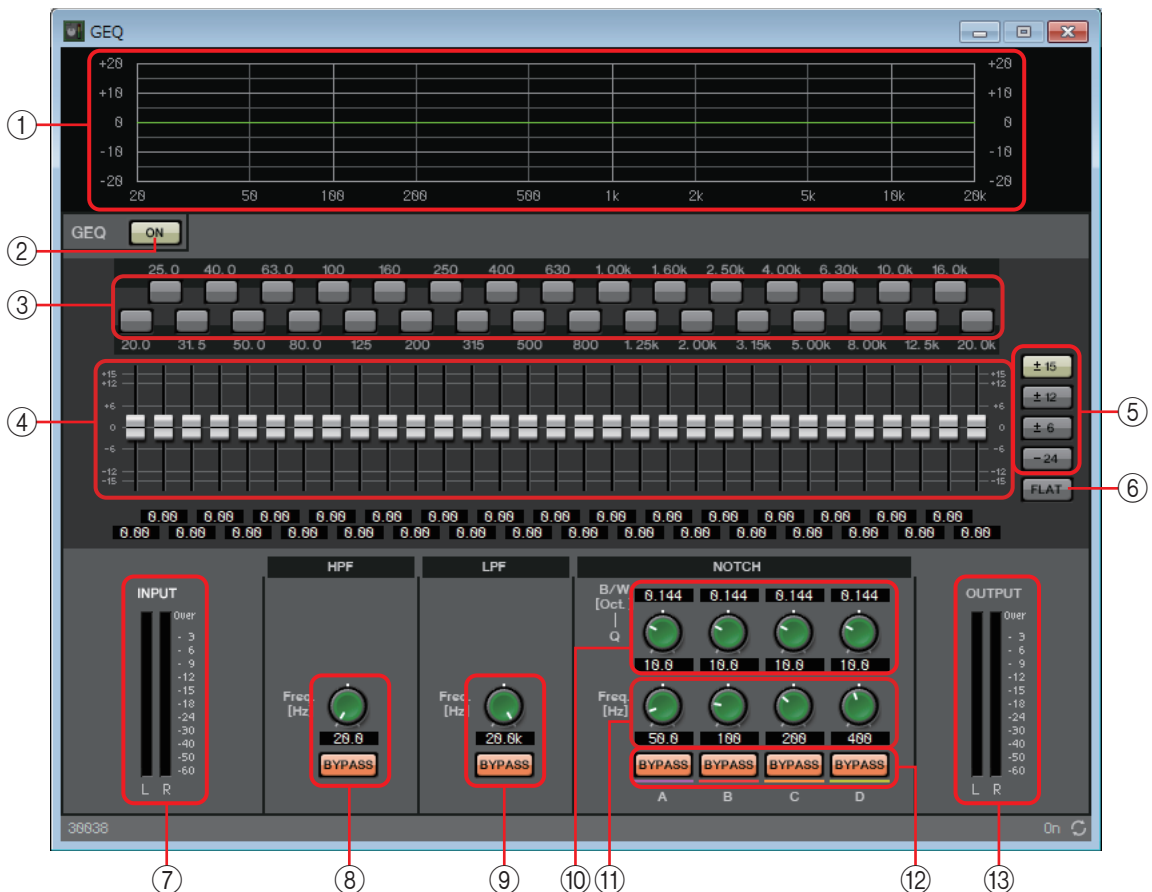 GEQ
+20 +20
+10 +10
① 0 0
-10 -10
-20 -20
20 50 100 200 500 1k 2k 5k 10k 20k
② GEQ ON
25.0 40.0 63.0 100 160 250 400 630 1.00k 1.60k 2.50k 4.00k 6.30k 10.0k 16.0k
③
20.0 31.5 50.0 80.0 125 200 315 500 800 1.25k 2.00k 3.15k 5.00k 8.00k 12.5k 20.0k
+15 +15 ± 15
+12 +12
± 12
+6 +6
④ 0 0 ± 6 ⑤
-6 -6
-12 -12 -24
-15 -15
FLAT ⑥
0.00 0.00 0.00 0.00 0.00 0.00 0.00 0.00 0.00 0.00 0.00 0.00 0.00 0.00 0.00
0.00 0.00 0.00 0.00 0.00 0.00 0.00 0.00 0.00 0.00 0.00 0.00 0.00 0.00 0.00 0.00
INPUT
Over
- 3
- 6
- 9
-12
-15
-18
-24
-30
-40
-50
-60
L R
HPF
Freq.
[Hz]
20.0
BYPASS
LPF
Freq.
[Hz]
20.0k
BYPASS
NOTCH
B/W
[Oct.]
|
Q
0.144 0.144 0.144 0.144
10.0 10.0 10.0 10.0
Freq.
[Hz]
50.0 100 200 400
BYPASS BYPASS BYPASS BYPASS
A B C D
OUTPUT
Over
- 3
- 6
- 9
-12
-15
-18
-24
-30
-40
-50
-60
L R
30038 On
⑦ ⑧ ⑨ ⑩ ⑪ ⑫ ⑬